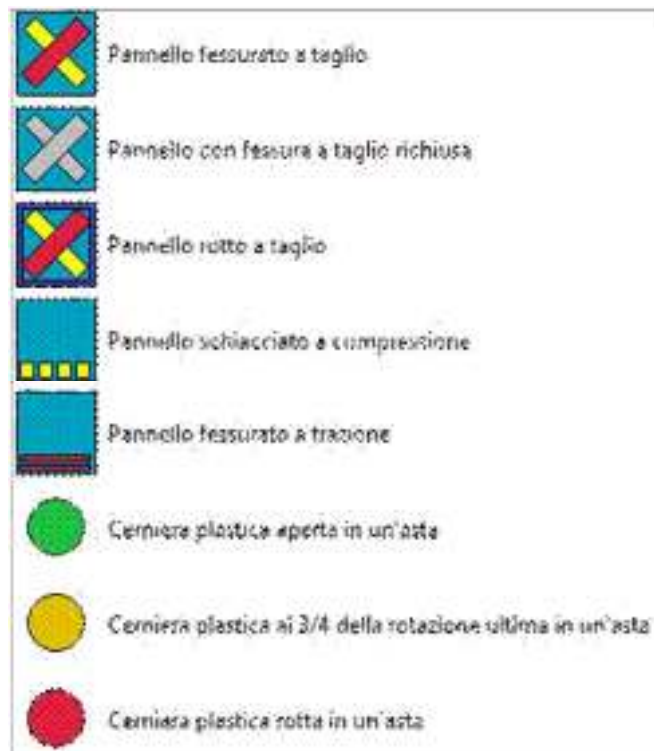 Pannello fessurato a taglio
Pannello con fessura a taglio richiusa
Pannello rotto a taglio
Pannello schiacciato a compressione
Pannello fessurato a trazione
Cerniera plastica aperta in un'asta
Cerniera plastica ai 3/4 della rotazione ultima in un'asta
Cerniera plastica rotta in un'asta